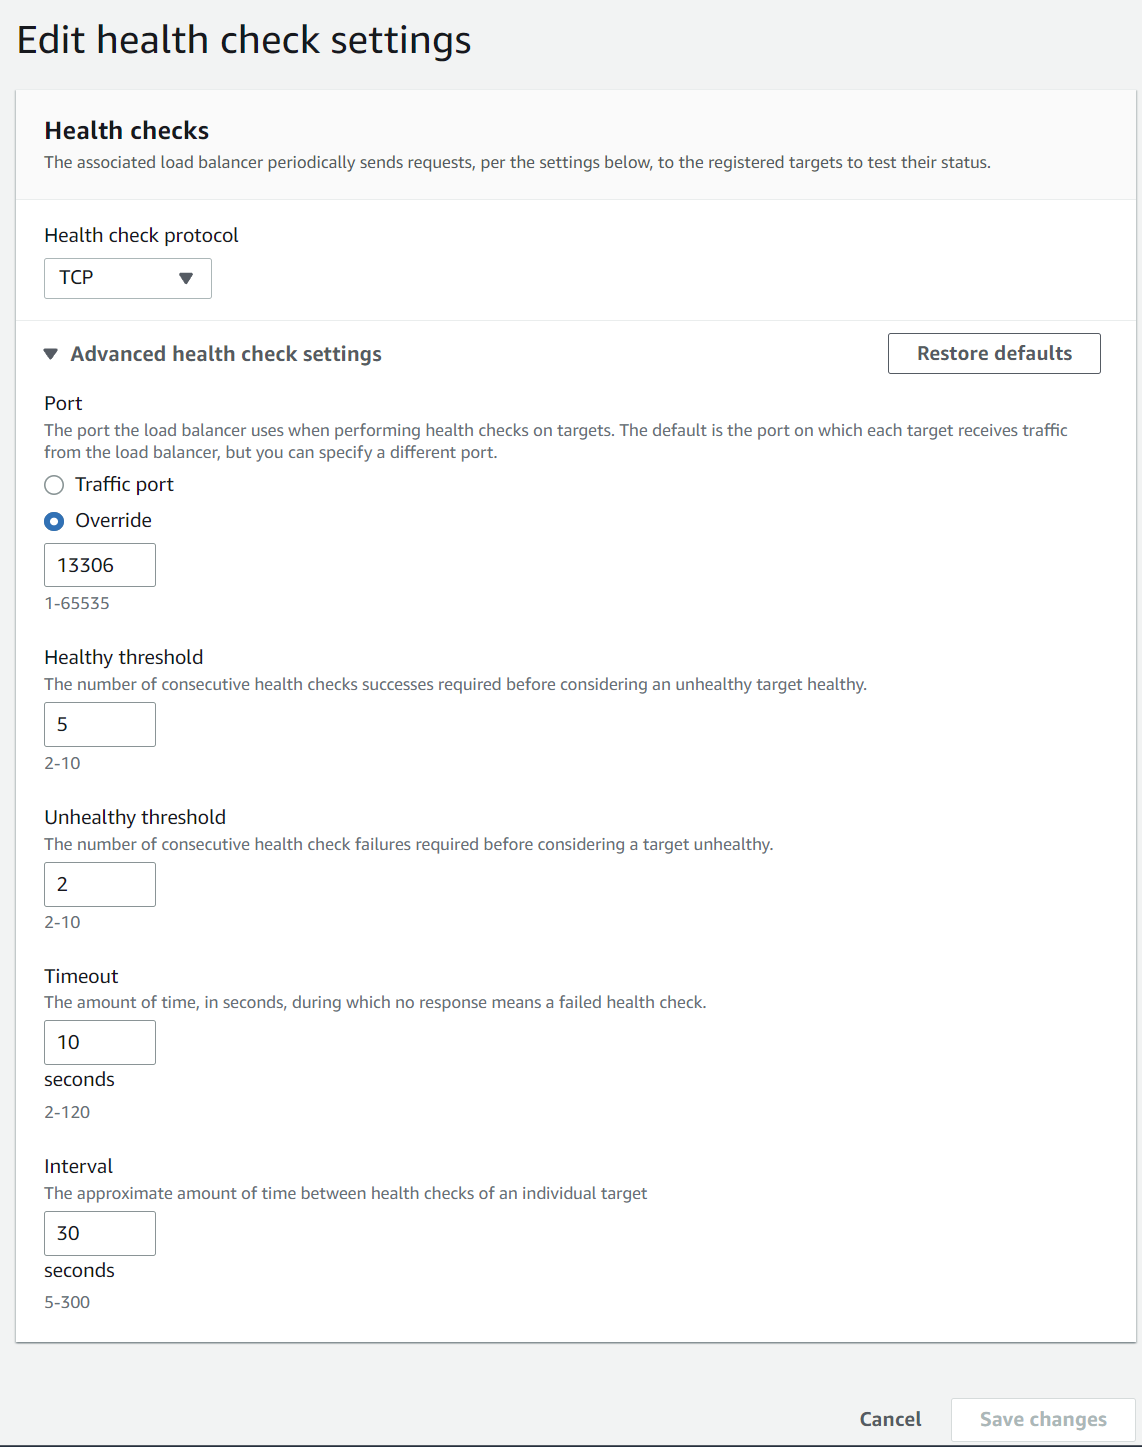 Edit health check settings
Health checks
The associated load balancer periodically sends requests, per the settings below, to the registered targets to test their status.
Health check protocol
TCP
Advanced health check settings
Restore defaults
Port
The port the load balancer uses when performing health checks on targets. The default is the port on which each target receives traffic
from the load balancer, but you can specify a different port.
Traffic port
Override
13306
1-65535
Healthy threshold
The number of consecutive health checks successes required before considering an unhealthy target healthy.
5
2-10
Unhealthy threshold
The number of consecutive health check failures required before considering a target unhealthy.
2
2-10
Timeout
The amount of time, in seconds, during which no response means a failed health check.
10
seconds
2-120
Interval
The approximate amount of time between health checks of an individual target
30
seconds
5-300
Cancel
Save changes